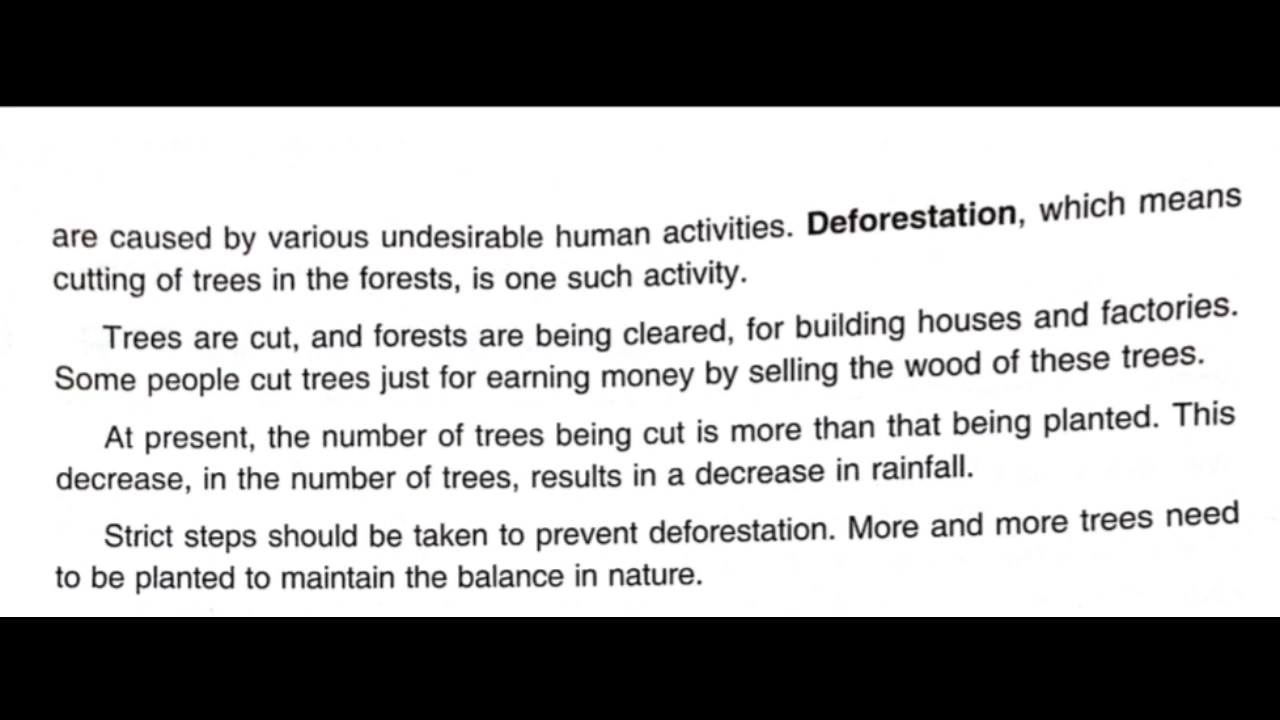 are caused by various undesirable human activities. Deforestation, which means
cutting of trees in the forests, is one such activity.
Trees are cut, and forests are being cleared, for building houses and factories.
Some people cut trees just for earning money by selling the wood of these trees.
At present, the number of trees being cut is more than that being planted. This
decrease, in the number of trees, results in a decrease in rainfall.
Strict steps should be taken to prevent deforestation. More and more trees need
to be planted to maintain the balance in nature.